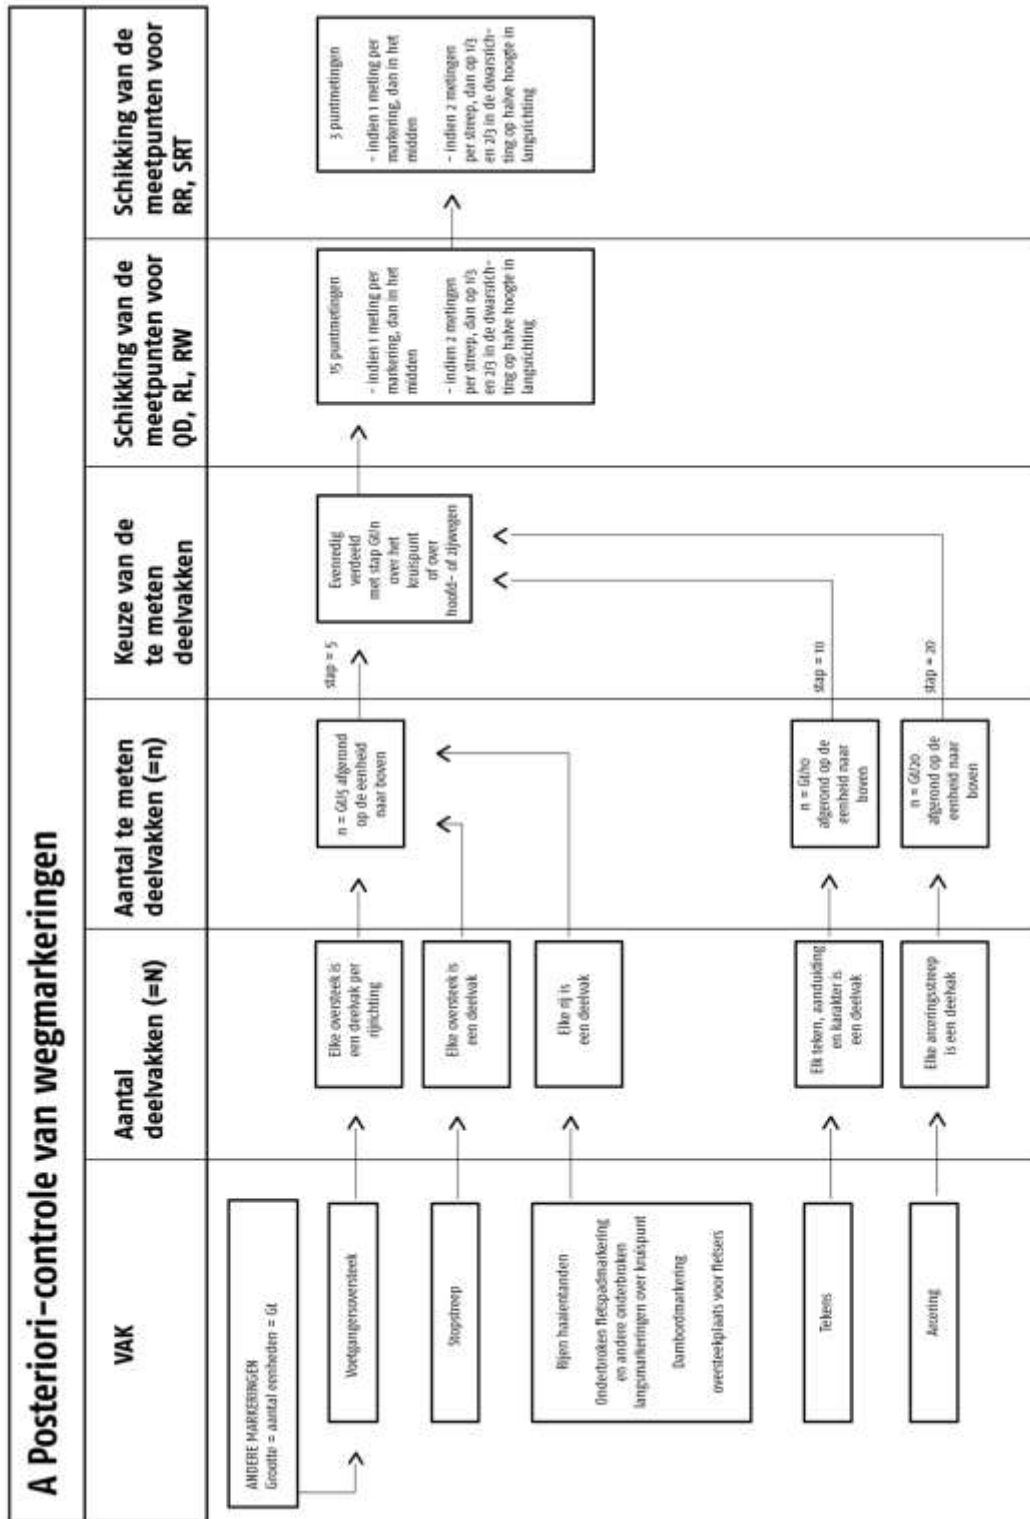 A Posteriori-controle van wegmarkeringen
VAK
Aantal
deelvakken (=N)
Aantal te meten
deelvakken (=n)
Keuze van de
te meten
deelvakken
Schikking van de
meetpunten voor
QD, RL, RW
Schikking van de
meetpunten voor
RR, SRT
ANDERE MARKERINGEN
Grootte = aantal eenheden = Gt
Voetgangersoversteek
Elke oversteek is
een deelvak per
rijrichting
n = Gt/5 afgerond
op de eenheid
naar boven
stap = 5
Evenredig
verdeeld
met stap Gt/n
over het
kruispunt
of over
hoofd- of zijwegen
15 puntmetingen
- indien 1 meting per
markering, dan in het
midden
- indien 2 metingen
per streep, dan op 1/3
en 2/3 in de dwarsrich-
ting op halve hoogte in
langsrichting
3 puntmetingen
- indien 1 meting per
markering, dan in het
midden
- indien 2 metingen
per streep, dan op 1/3
en 2/3 in de dwarsrich-
ting op halve hoogte in
langsrichting
Stopstreep
Elke oversteek is
een deelvak
Rijen haaientanden
Onderbroken fietspadmarkering
en andere onderbroken
langsmarkeringen over kruispunt
Dambordmarkering
oversteekplaats voor fietsers
Elke rij is
een deelvak
Tekens
Elk teken, aanduiding
en karakter is
een deelvak
n = Gt/10
afgerond op de
eenheid naar
boven
stap = 10
Arcering
Elke arceringsstreep
is een deelvak
n = Gt/20
afgerond op de
eenheid naar
boven
stap = 20